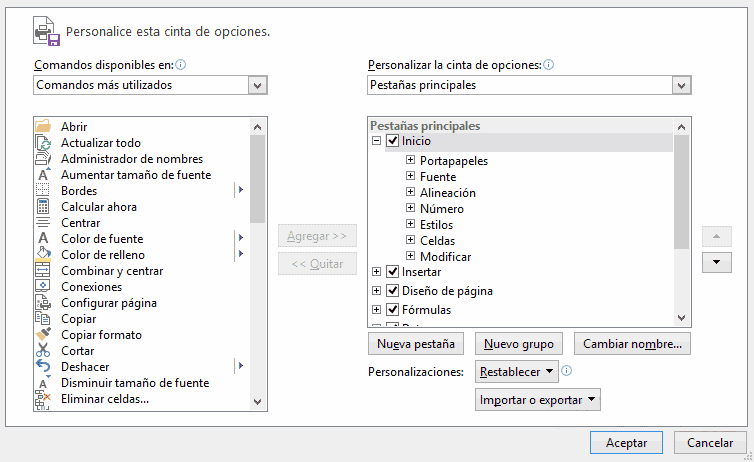 Personalice esta cinta de opciones.
Comandos disponibles en:
Comandos más utilizados
Abrir
Actualizar todo
Administrador de nombres
Aumentar tamaño de fuente
Bordes
Calcular ahora
Centrar
Color de fuente
Color de relleno
Combinar y centrar
Conexiones
Configurar página
Copiar
Copiar formato
Cortar
Deshacer
Disminuir tamaño de fuente
Eliminar celdas...
Agregar >>
<< Quitar
Personalizar la cinta de opciones:
Pestañas principales
Pestañas principales
Inicio
Portapapeles
Fuente
Alineación
Número
Estilos
Celdas
Modificar
Insertar
Diseño de página
Fórmulas
Nueva pestaña
Nuevo grupo
Cambiar nombre...
Personalizaciones:
Restablecer
Importar o exportar
Aceptar
Cancelar